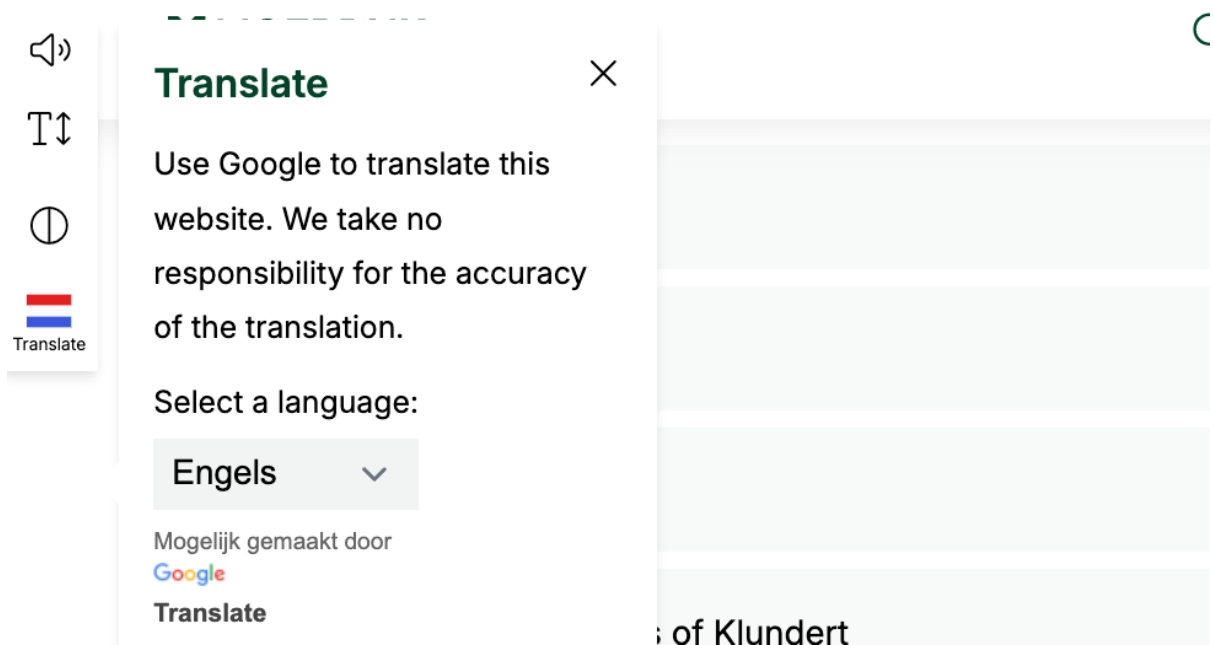 Translate
Use Google to translate this
website. We take no
responsibility for the accuracy
of the translation.
Translate
Select a language:
Engels
Mogelijk gemaakt door
Google
Translate
of Klundert